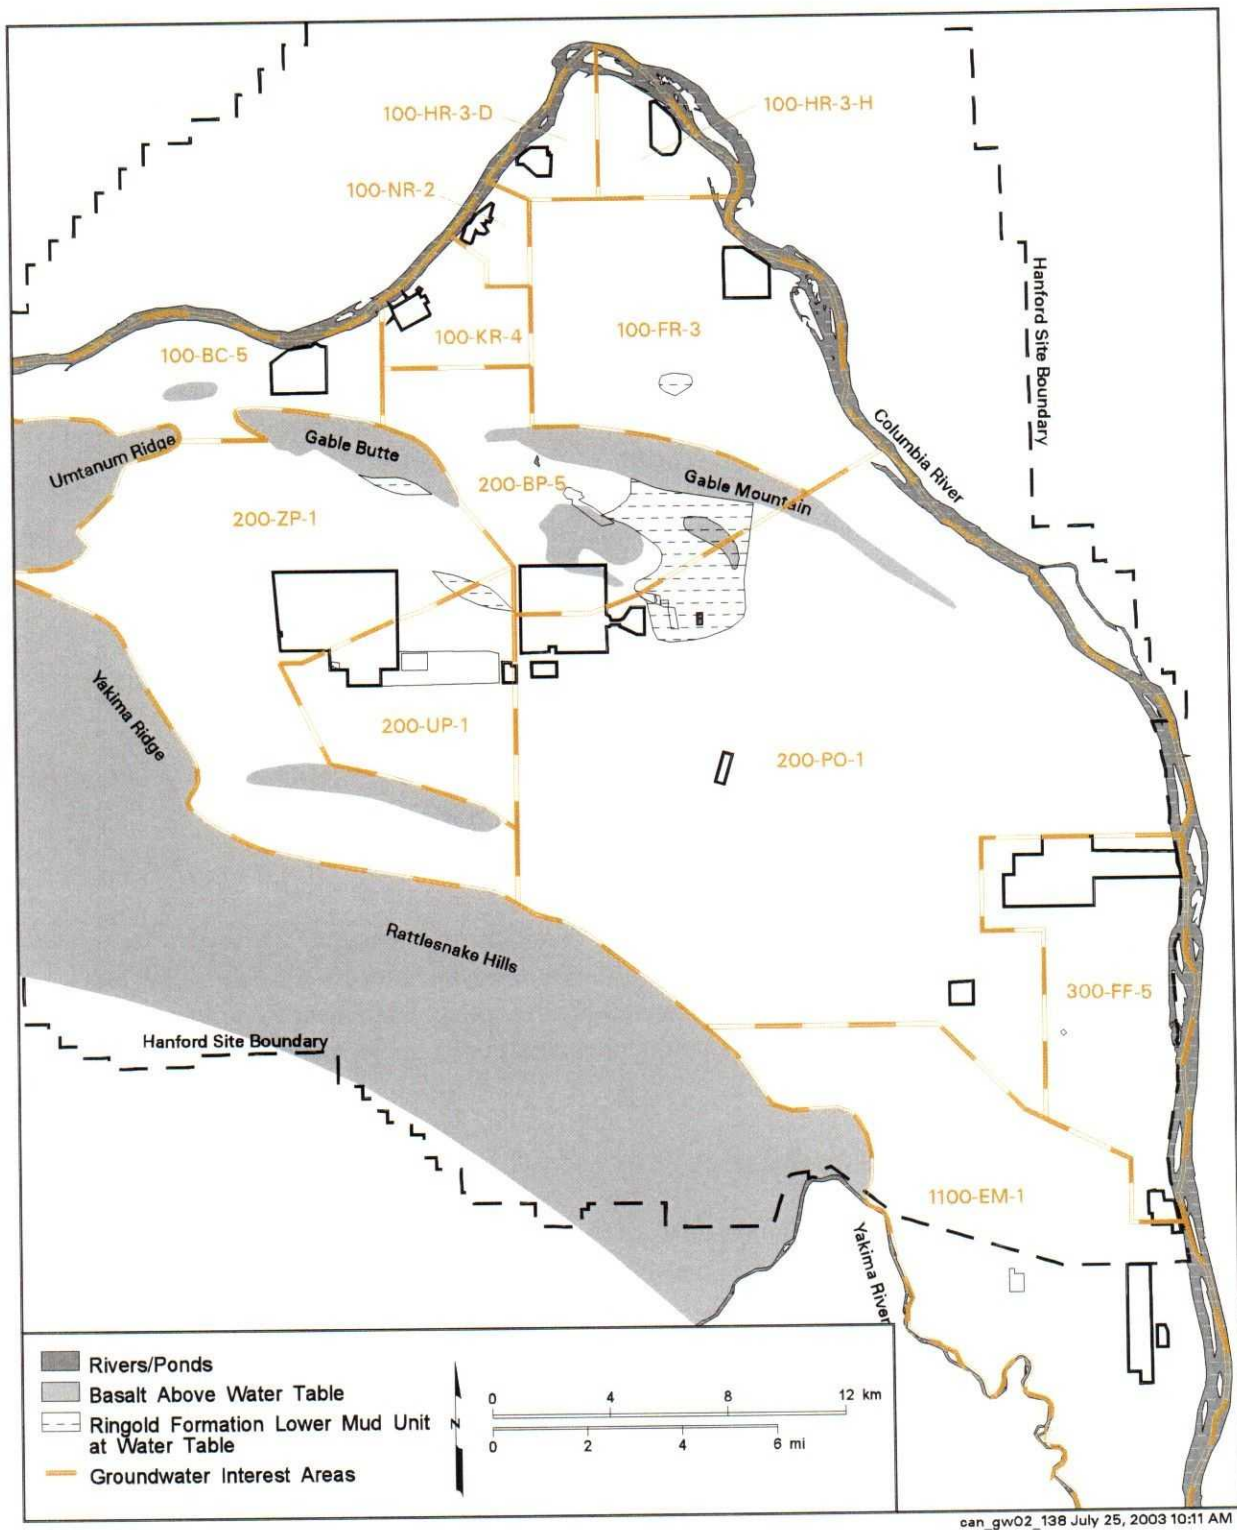 100-HR-3-D
100-HR-3-H
100-NR-2
Hanford Site Boundary
100-KR-4
100-FR-3
100-BC-5
Columbia River
Umtanum Ridge
Gable Butte
200-BP-5
Gable Mountain
200-ZP-1
Yakima Ridge
200-UP-1
200-PO-1
Rattlesnake Hills
300-FF-5
Hanford Site Boundary
1100-EM-1
Yakima River
Rivers/Ponds
Basalt Above Water Table
Ringold Formation Lower Mud Unit
at Water Table
Groundwater Interest Areas
N
0 4 8 12 km
0 2 4 6 mi
can_gw02_138 July 25, 2003 10:11 AM